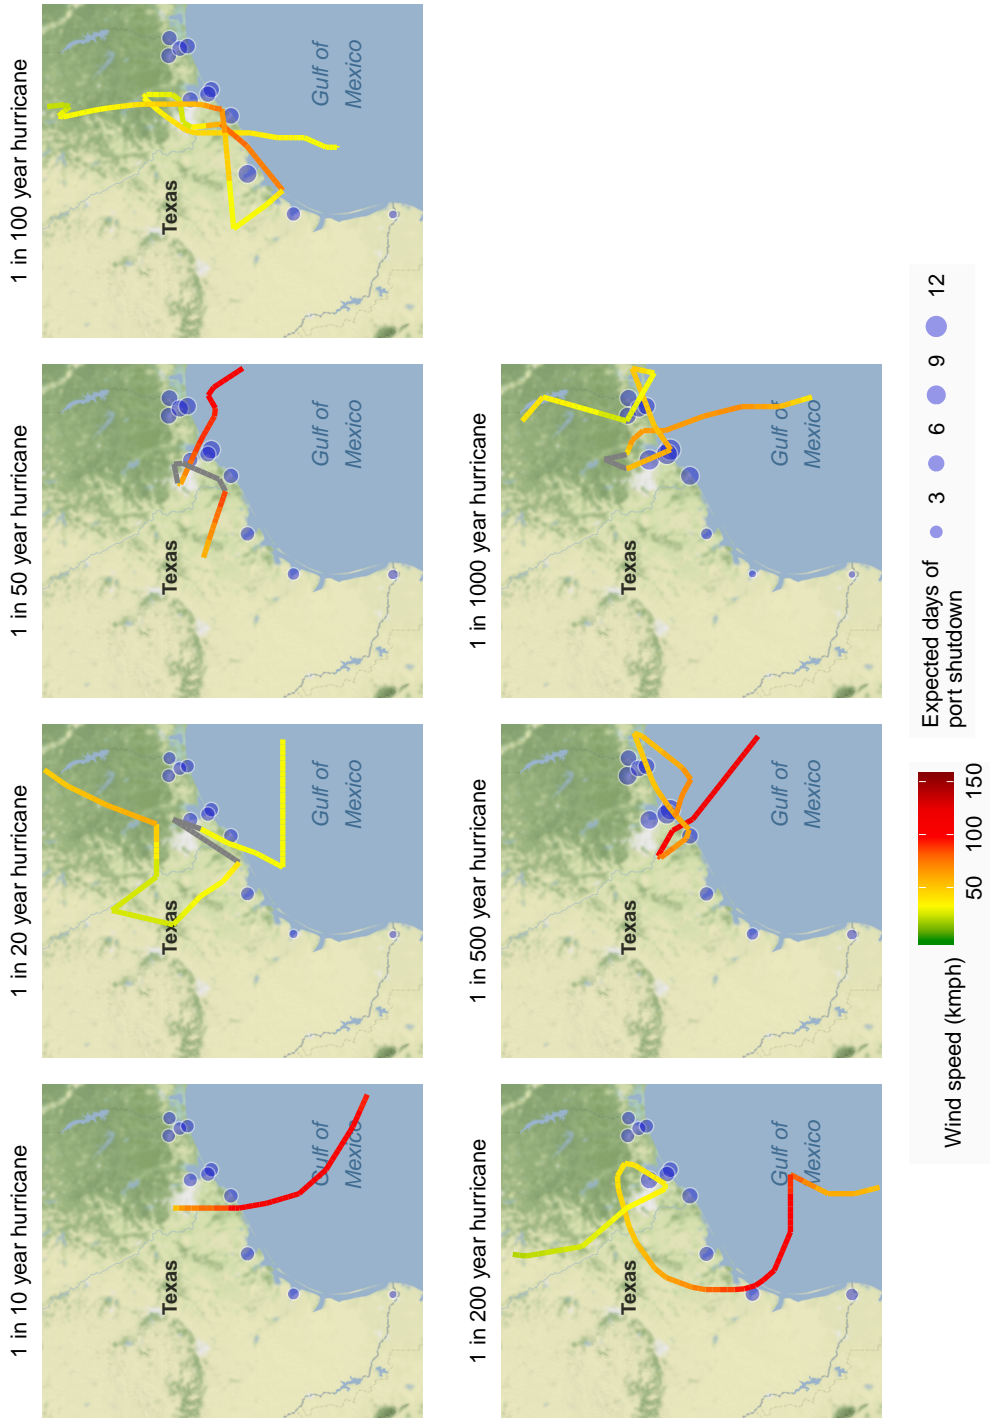 1 in 10 year hurricane
1 in 20 year hurricane
1 in 50 year hurricane
1 in 100 year hurricane
Texas
Gulf of
Mexico
Texas
Gulf of
Mexico
Texas
Gulf of
Mexico
Texas
Gulf of
Mexico
1 in 200 year hurricane
1 in 500 year hurricane
1 in 1000 year hurricane
Texas
Gulf of
Mexico
Texas
Gulf of
Mexico
Texas
Gulf of
Mexico
Wind speed (kmph)
50 100 150
Expected days of
port shutdown
3 6 9 12